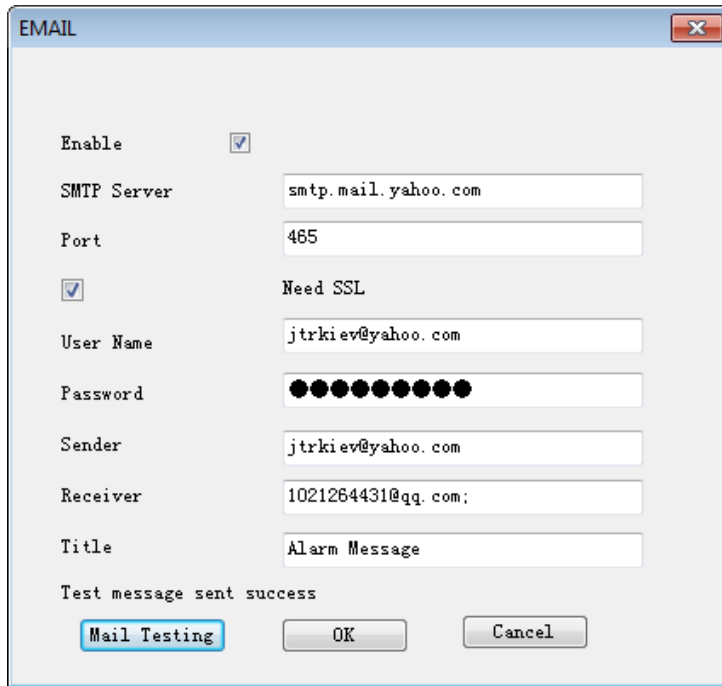 EMAIL
Enable
SMTP Server smtp.mail.yahoo.com
Port 465
Need SSL
User Name jtrkiev@yahoo.com
Password ●●●●●●●●●
Sender jtrkiev@yahoo.com
Receiver 1021264431@qq.com;
Title Alarm Message
Test message sent success
Mail Testing OK Cancel